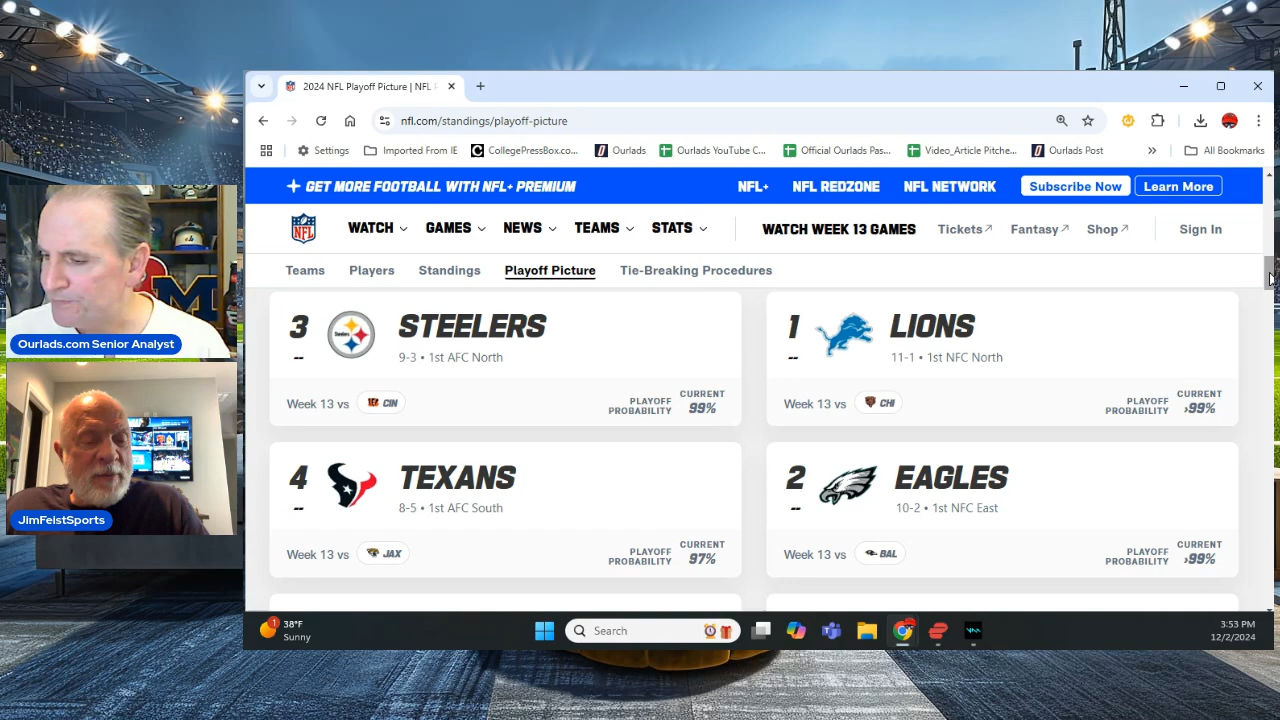 2024 NFL Playoff Picture | NFL
nfl.com/standings/playoff-picture
Settings
Imported From IE
CollegePressBox.co...
Ourlads
Ourlads YouTube C...
Official Ourlads Pas...
Video_Article Pitche...
Ourlads Post
All Bookmarks
GET MORE FOOTBALL WITH NFL+ PREMIUM
NFL+
NFL REDZONE
NFL NETWORK
Subscribe Now
Learn More
NFL
WATCH
GAMES
NEWS
TEAMS
STATS
WATCH WEEK 13 GAMES
Tickets
Fantasy
Shop
Sign In
Teams
Players
Standings
Playoff Picture
Tie-Breaking Procedures
3
--
Steelers
STEELERS
9-3 • 1st AFC North
Week 13 vs CIN
PLAYOFF PROBABILITY
CURRENT
99%
1
--
LIONS
11-1 • 1st NFC North
Week 13 vs CHI
PLAYOFF PROBABILITY
CURRENT
>99%
4
--
TEXANS
8-5 • 1st AFC South
Week 13 vs JAX
PLAYOFF PROBABILITY
CURRENT
97%
2
--
EAGLES
10-2 • 1st NFC East
Week 13 vs BAL
PLAYOFF PROBABILITY
CURRENT
>99%
M
Ourlads.com Senior Analyst
JimFeistSports
1
38°F
Sunny
Search
3:53 PM
12/2/2024